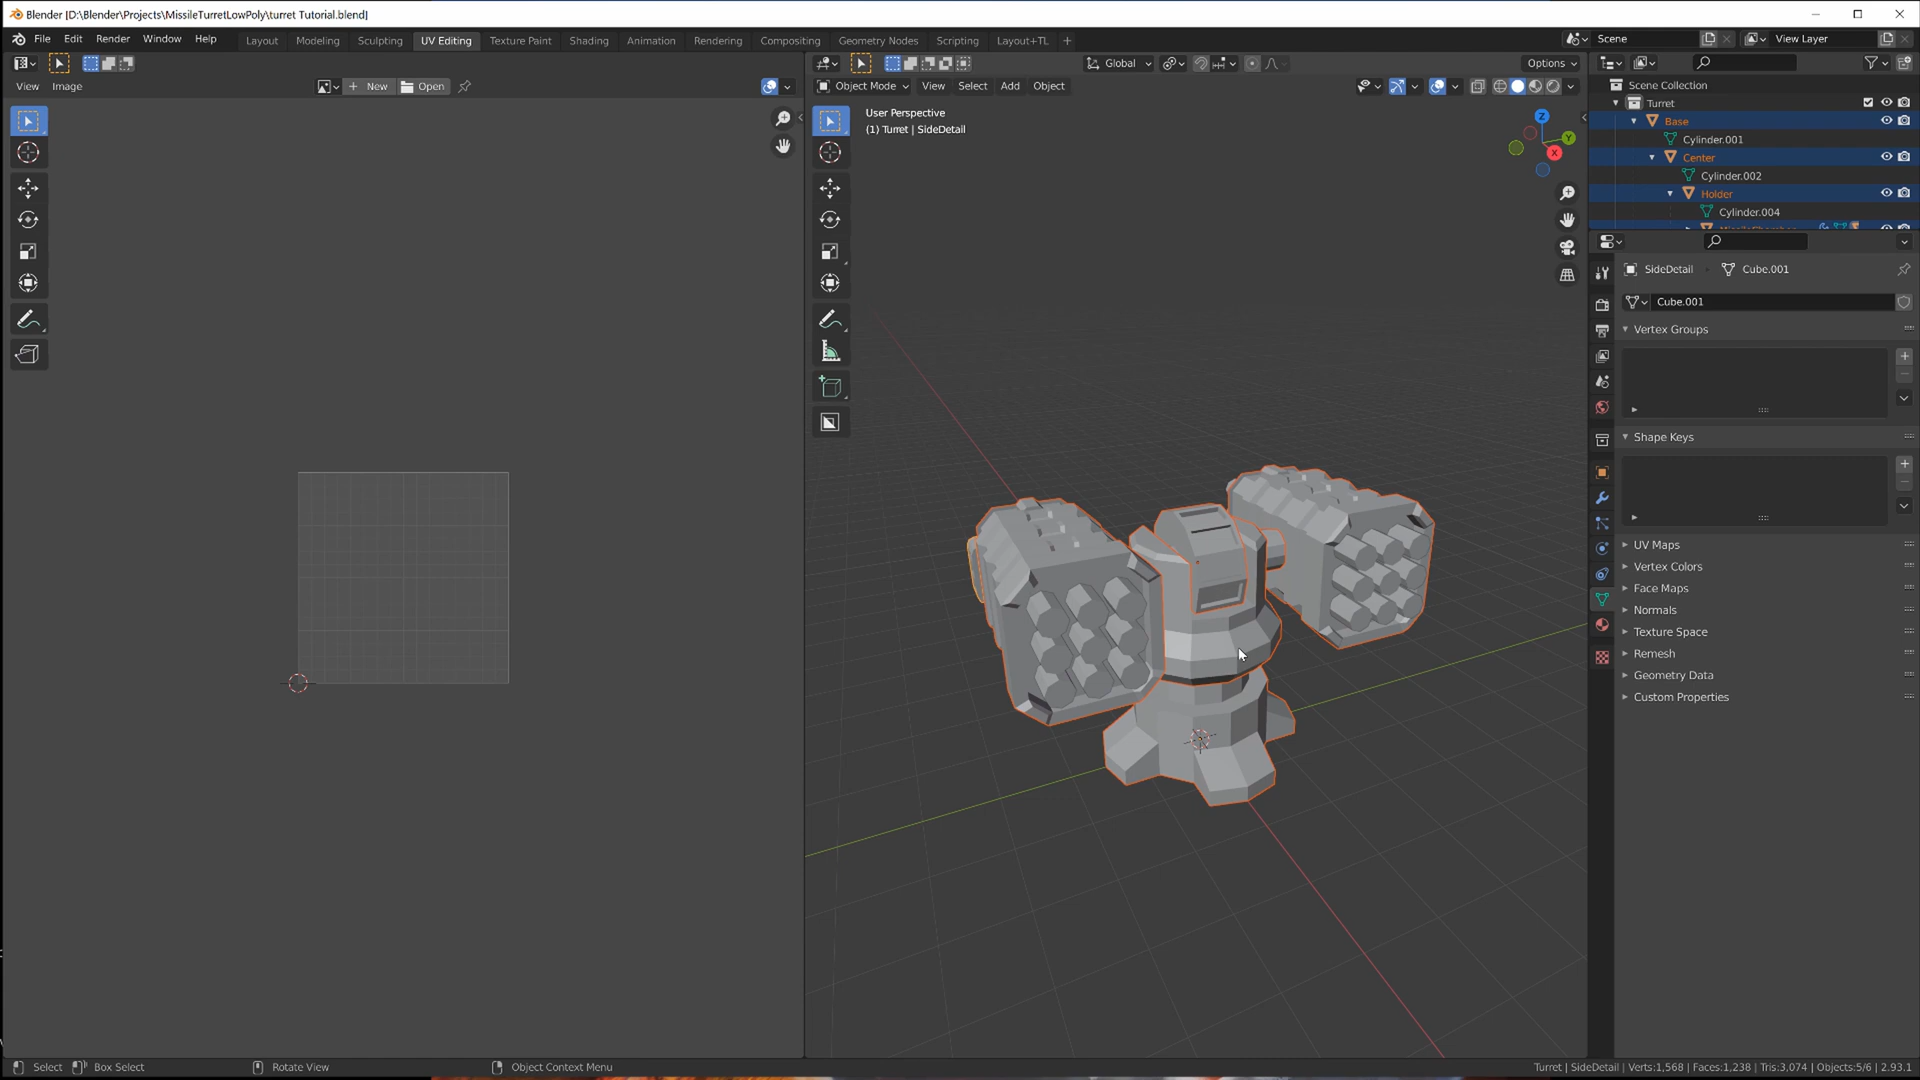 Blender [D:\Blender\Projects\MissileTurretLowPoly\turret Tutorial.blend]
File Edit Render Window Help Layout Modeling Sculpting UV Editing Texture Paint Shading Animation Rendering Compositing Geometry Nodes Scripting Layout+TL + Scene View Layer
Global Options
View Image New Open Object Mode View Select Add Object
User Perspective
(1) Turret | SideDetail
Z
Y
X
Scene Collection
Turret
Base
Cylinder.001
Center
Cylinder.002
Holder
Cylinder.004
SideDetail Cube.001
Cube.001
Vertex Groups
Shape Keys
UV Maps
Vertex Colors
Face Maps
Normals
Texture Space
Remesh
Geometry Data
Custom Properties
Select Box Select Rotate View Object Context Menu Turret | SideDetail | Verts:1,568 | Faces:1,238 | Tris:3,074 | Objects:5/6 | 2.93.1